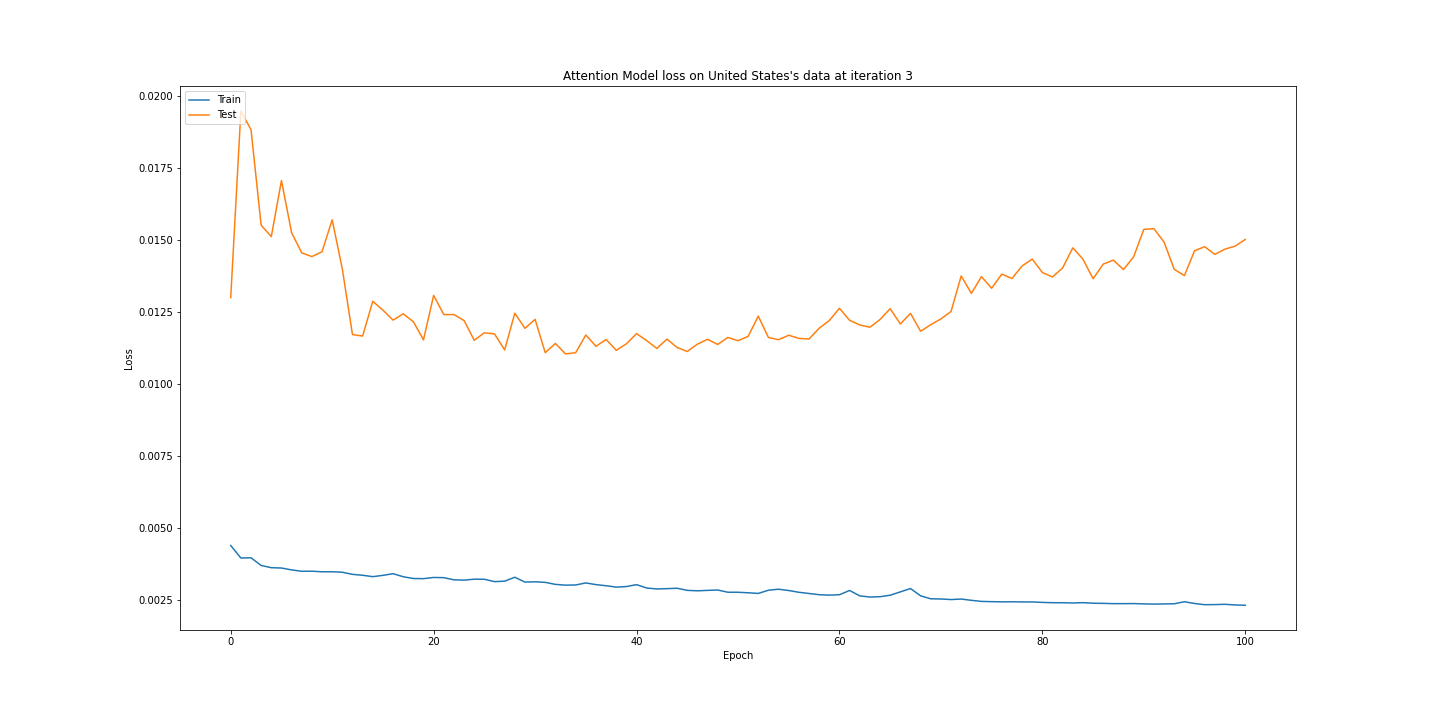 Attention Model loss on United States's data at iteration 3
Train
Test
0.0200
0.0175
0.0150
0.0125
0.0100
0.0075
0.0050
0.0025
Loss
0 20 40 60 80 100
Epoch